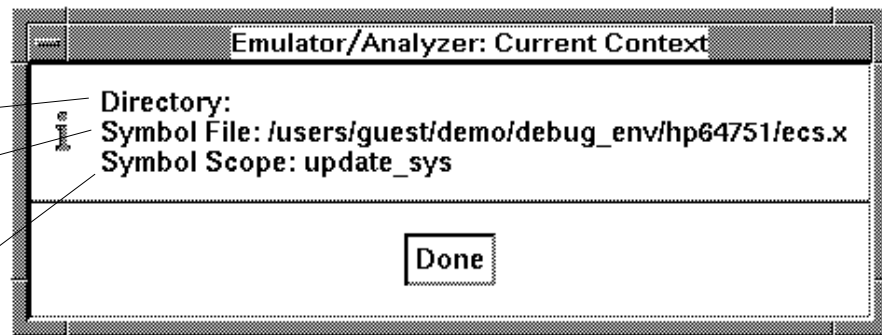 Emulator/Analyzer: Current Context
Directory:
Symbol File: /users/guest/demo/debug_env/hp64751/ecs.x
Symbol Scope: update_sys
Done